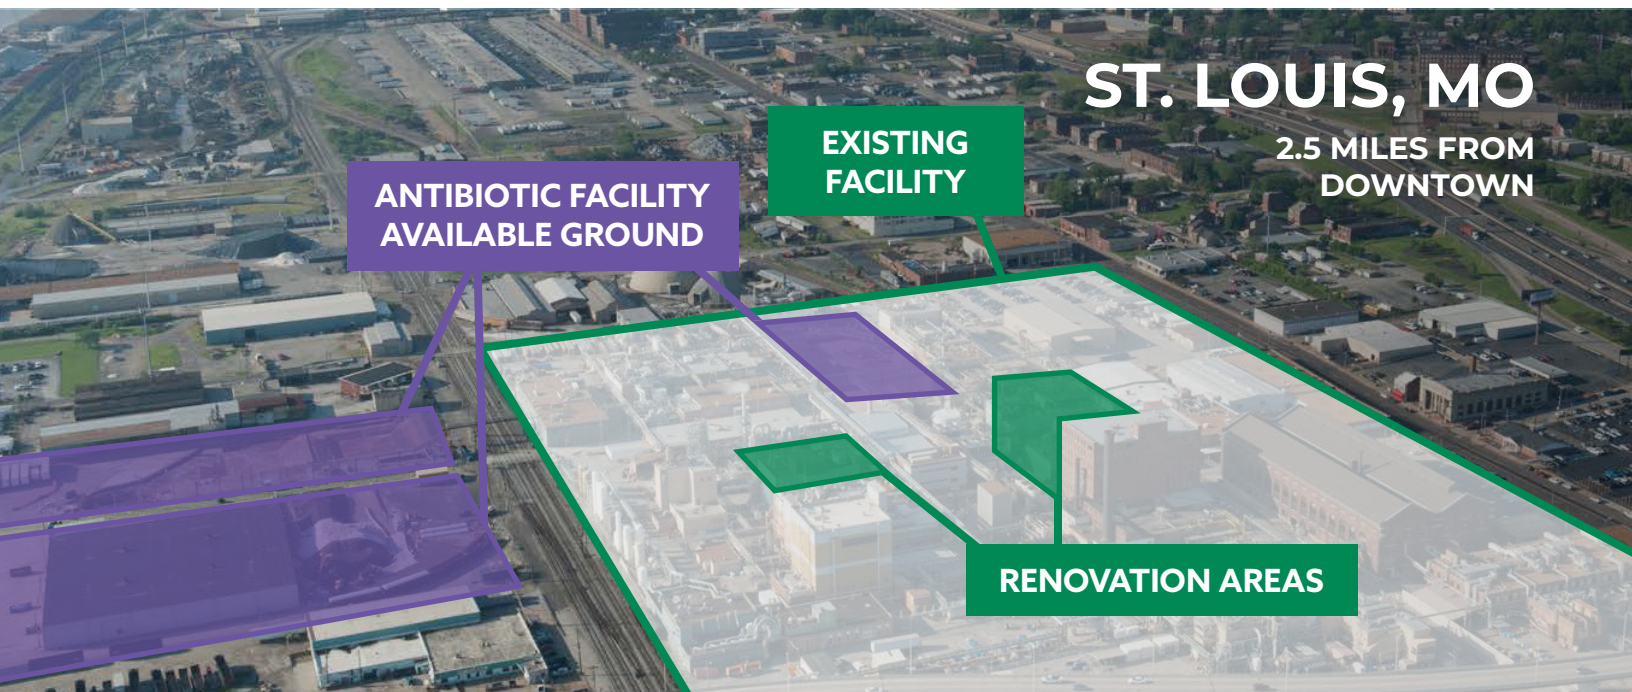 ST. LOUIS, MO
2.5 MILES FROM
DOWNTOWN
EXISTING
FACILITY
ANTIBIOTIC FACILITY
AVAILABLE GROUND
RENOVATION AREAS